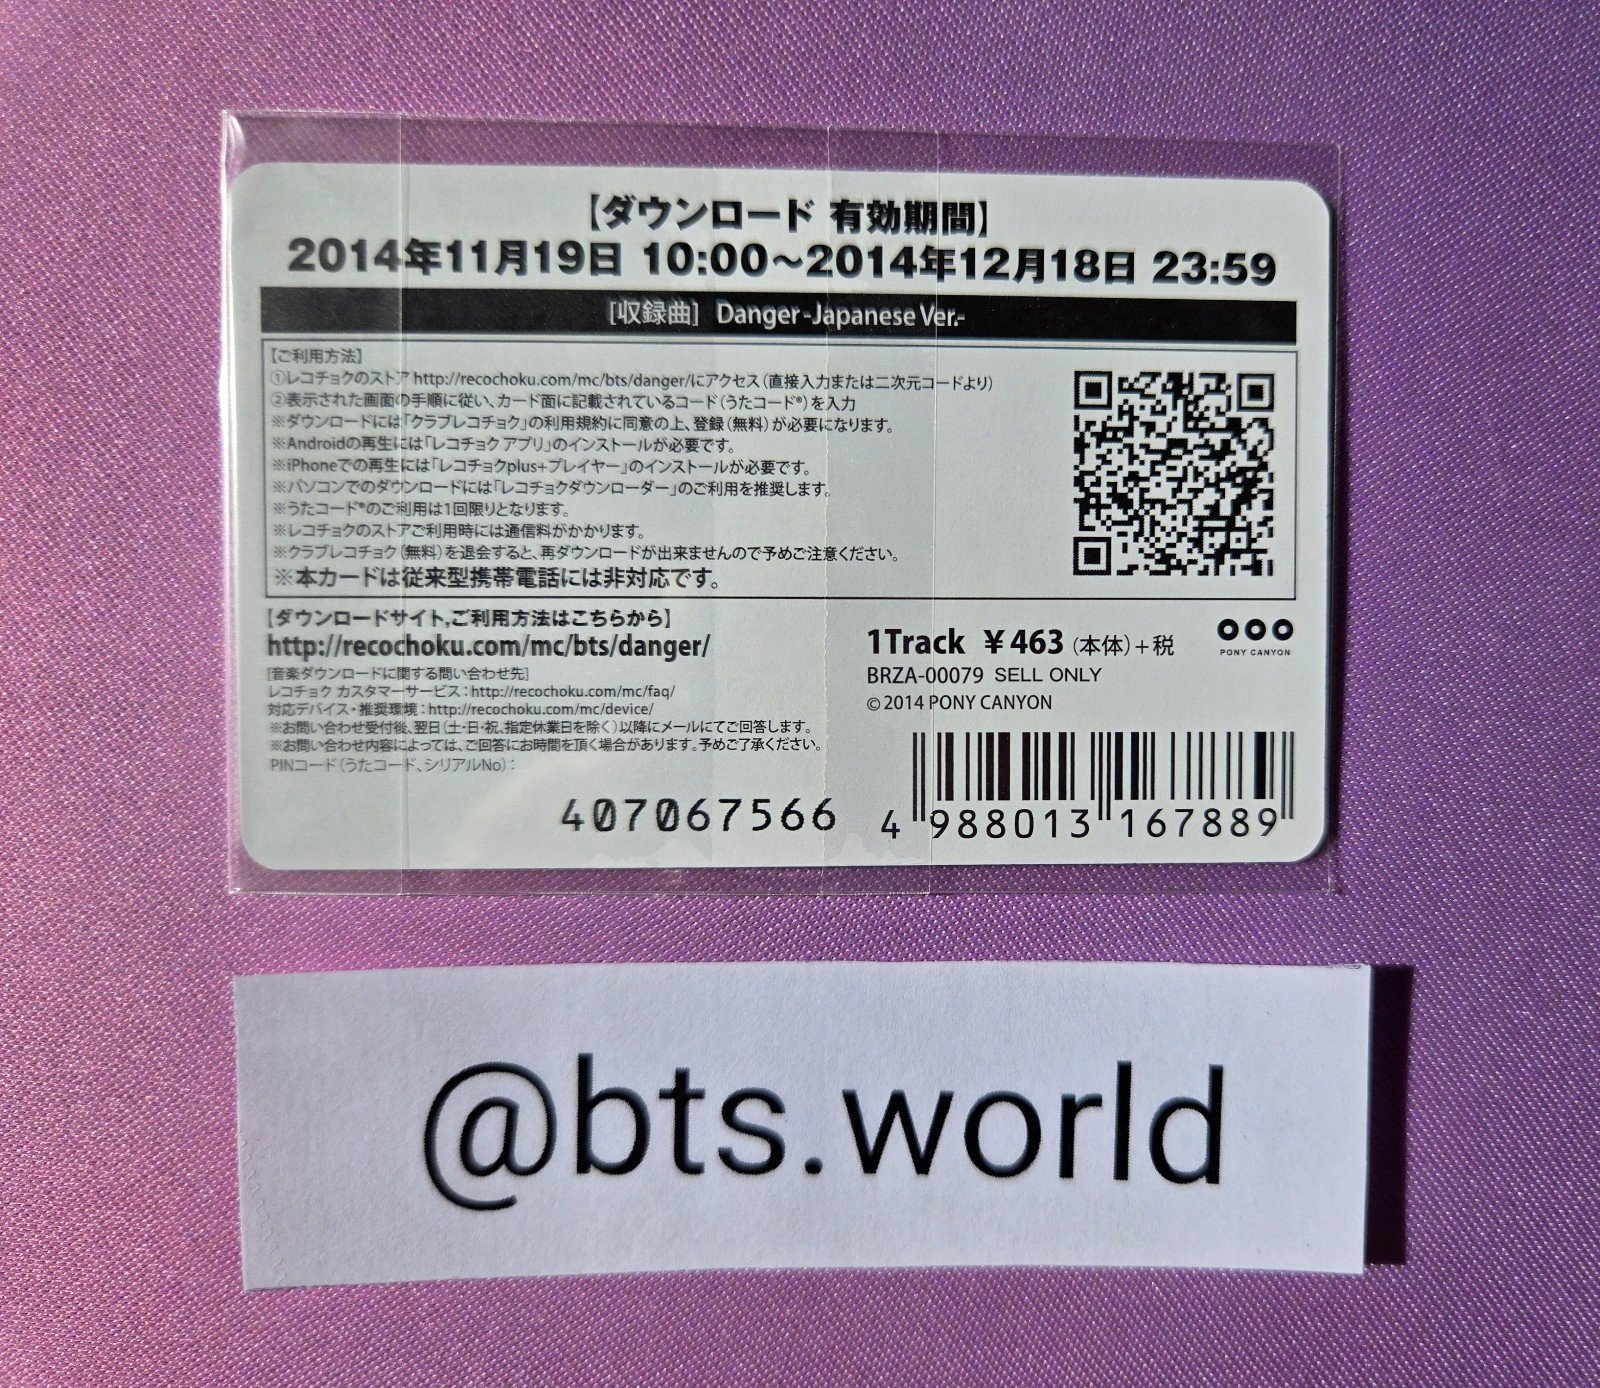 【ダウンロード 有効期間】
2014年11月19日 10:00～2014年12月18日 23:59
[収録曲] Danger -Japanese Ver.-
【ご利用方法】
①レコチョクのストア http://recochoku.com/mc/bts/danger/にアクセス（直接入力または二次元コードより）
②表示された画面の手順に従い、カード面に記載されているコード（うたコード®）を入力
※ダウンロードには「クラブレコチョク」の利用規約に同意の上、登録（無料）が必要になります。
※Androidの再生には「レコチョク アプリ」のインストールが必要です。
※iPhoneでの再生には「レコチョクplus+プレイヤー」のインストールが必要です。
※パソコンでのダウンロードには「レコチョクダウンローダー」のご利用を推奨します。
※うたコード®のご利用は1回限りとなります。
※レコチョクのストアご利用時には通信料がかかります。
※クラブレコチョク（無料）を退会すると、再ダウンロードが出来ませんので予めご注意ください。
※本カードは従来型携帯電話には非対応です。
【ダウンロードサイト,ご利用方法はこちらから】
http://recochoku.com/mc/bts/danger/
[音楽ダウンロードに関する問い合わせ先]
レコチョク カスタマーサービス：http://recochoku.com/mc/faq/
対応デバイス・推奨環境：http://recochoku.com/mc/device/
※お問い合わせ受付後、翌日（土・日・祝、指定休業日を除く）以降にメールにてご回答します。
※お問い合わせ内容によっては、ご回答にお時間を頂く場合があります。予めご了承ください。
PINコード（うたコード、シリアルNo）：
407067566
1Track ￥463（本体）+税
BRZA-00079 SELL ONLY
©2014 PONY CANYON
PONY CANYON
4 988013 167889
@bts.world